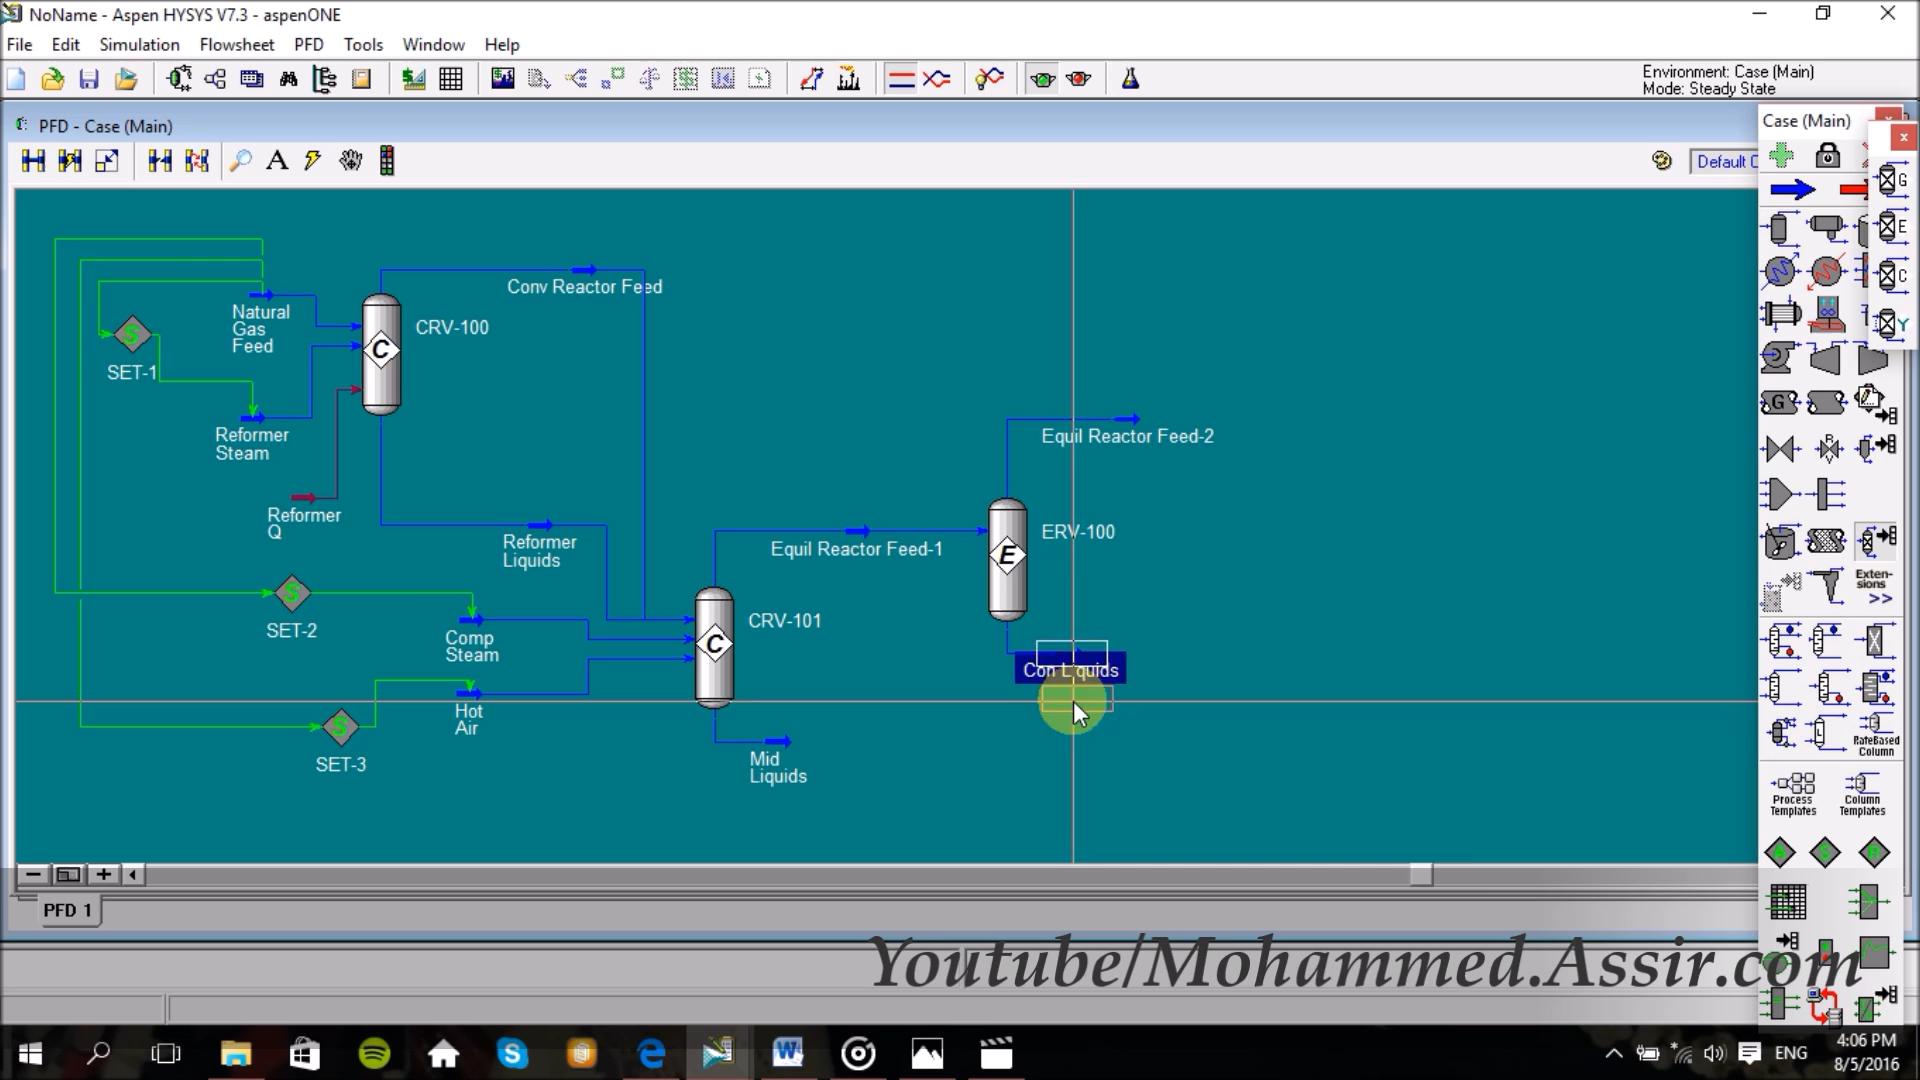 NoName - Aspen HYSYS V7.3 - aspenONE
File Edit Simulation Flowsheet PFD Tools Window Help
Environment: Case (Main)
Mode: Steady State
PFD - Case (Main)
Case (Main)
A
Default C
G
E
C
Y
Conv Reactor Feed
Natural
Gas
Feed
CRV-100
C
S
SET-1
Reformer
Steam
Equil Reactor Feed-2
G
R
Reformer
Q
Reformer
Liquids
Equil Reactor Feed-1
ERV-100
E
S
SET-2
Comp
Steam
CRV-101
C
Exten-
sions
>>
Con Liquids
Hot
Air
S
SET-3
Mid
Liquids
RateBased
Column
Process
Templates
Column
Templates
A
S
R
PFD 1
Youtube/Mohammed.Assir.com
ENG
4:06 PM
8/5/2016